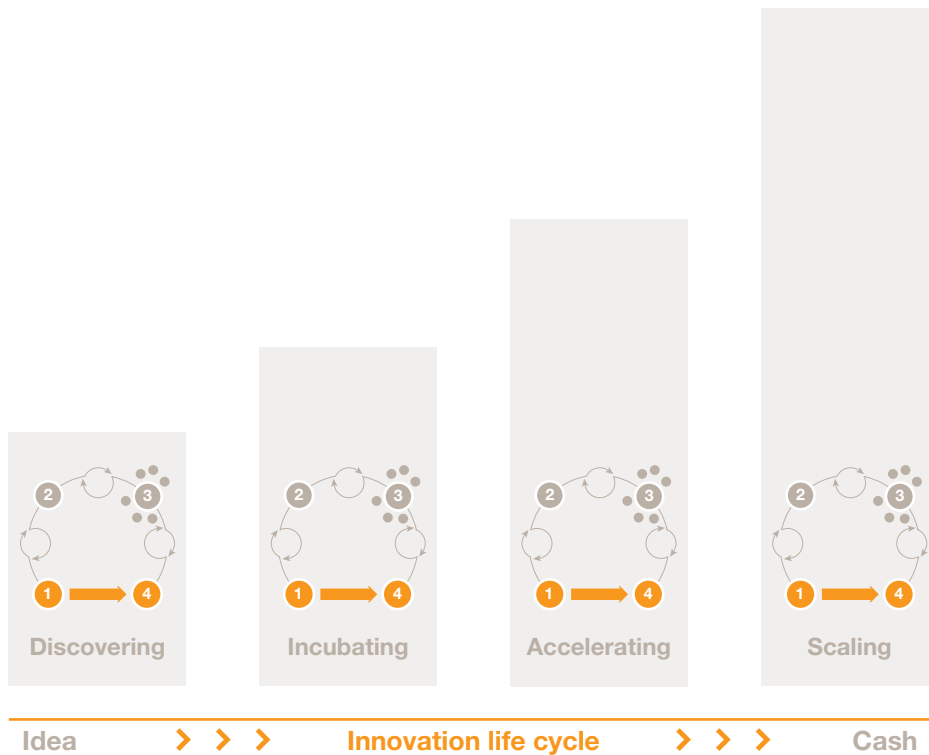 2 3 2 3 2 3 2 3
1 4 1 4 1 4 1 4
Discovering Incubating Accelerating Scaling
Idea Innovation life cycle Cash